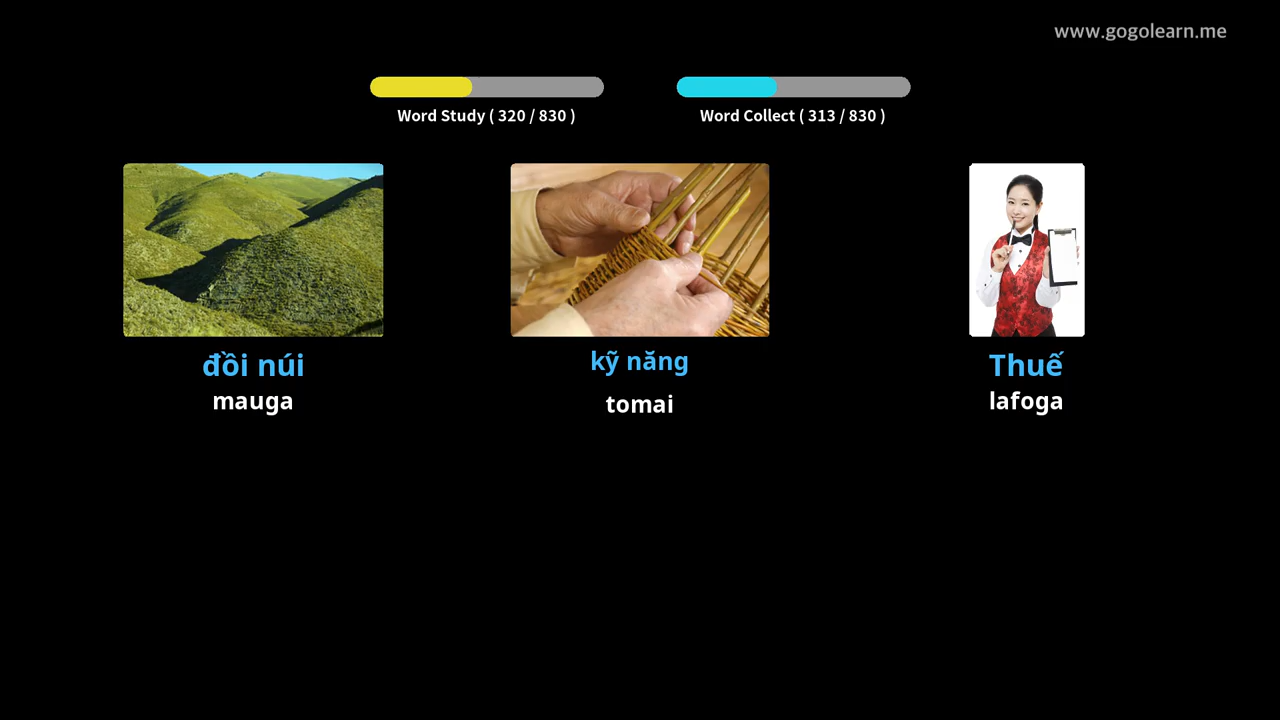 www.gogolearn.me
Word Study ( 320 / 830 )
Word Collect ( 313 / 830 )
đồi núi
mauga
kỹ năng
tomai
Thuế
lafoga